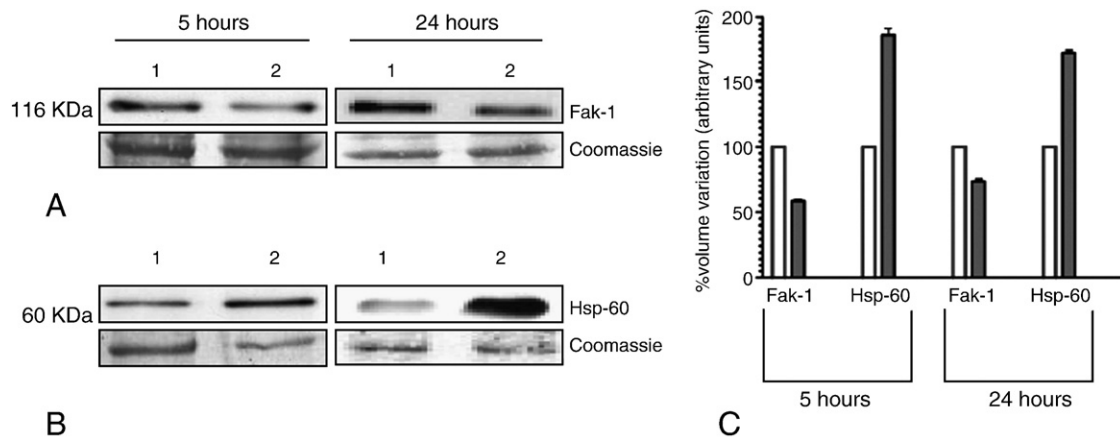 5 hours
24 hours
1 2 1 2
116 KDa
Fak-1
Coomassie
A
1 2 1 2
60 KDa
Hsp-60
Coomassie
B
%volume variation (arbitrary units)
200
150
100
50
0
Fak-1 Hsp-60 Fak-1 Hsp-60
5 hours 24 hours
C